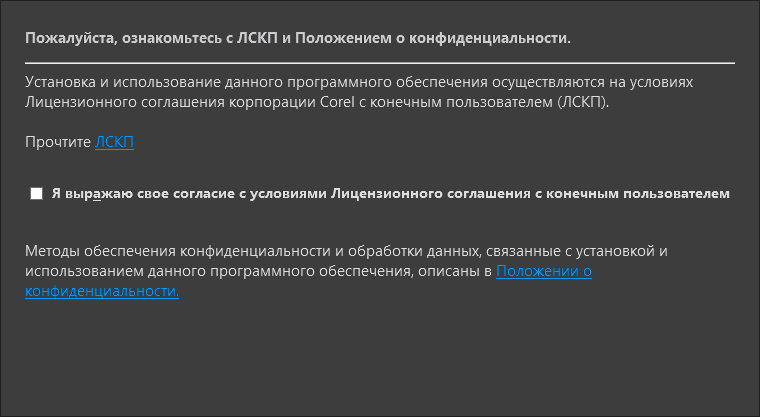 Пожалуйста, ознакомьтесь с ЛСКП и Положением о конфиденциальности.
Установка и использование данного программного обеспечения осуществляются на условиях
Лицензионного соглашения корпорации Corel с конечным пользователем (ЛСКП).
Прочтите ЛСКП
Я выражаю свое согласие с условиями Лицензионного соглашения с конечным пользователем
Методы обеспечения конфиденциальности и обработки данных, связанные с установкой и
использованием данного программного обеспечения, описаны в Положении о
конфиденциальности.